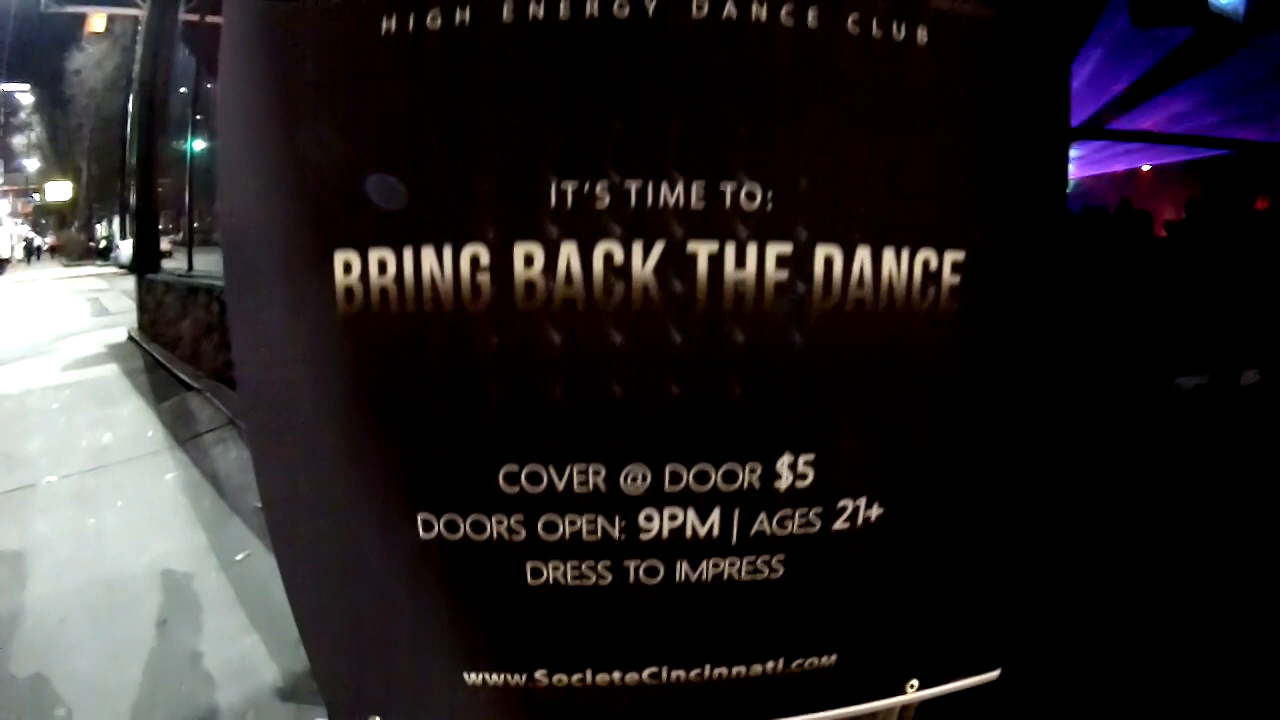 HIGH ENERGY DANCE CLUB
IT'S TIME TO:
BRING BACK THE DANCE
COVER @ DOOR $5
DOORS OPEN: 9PM | AGES 21+
DRESS TO IMPRESS
www.SocieteCincinnati.com